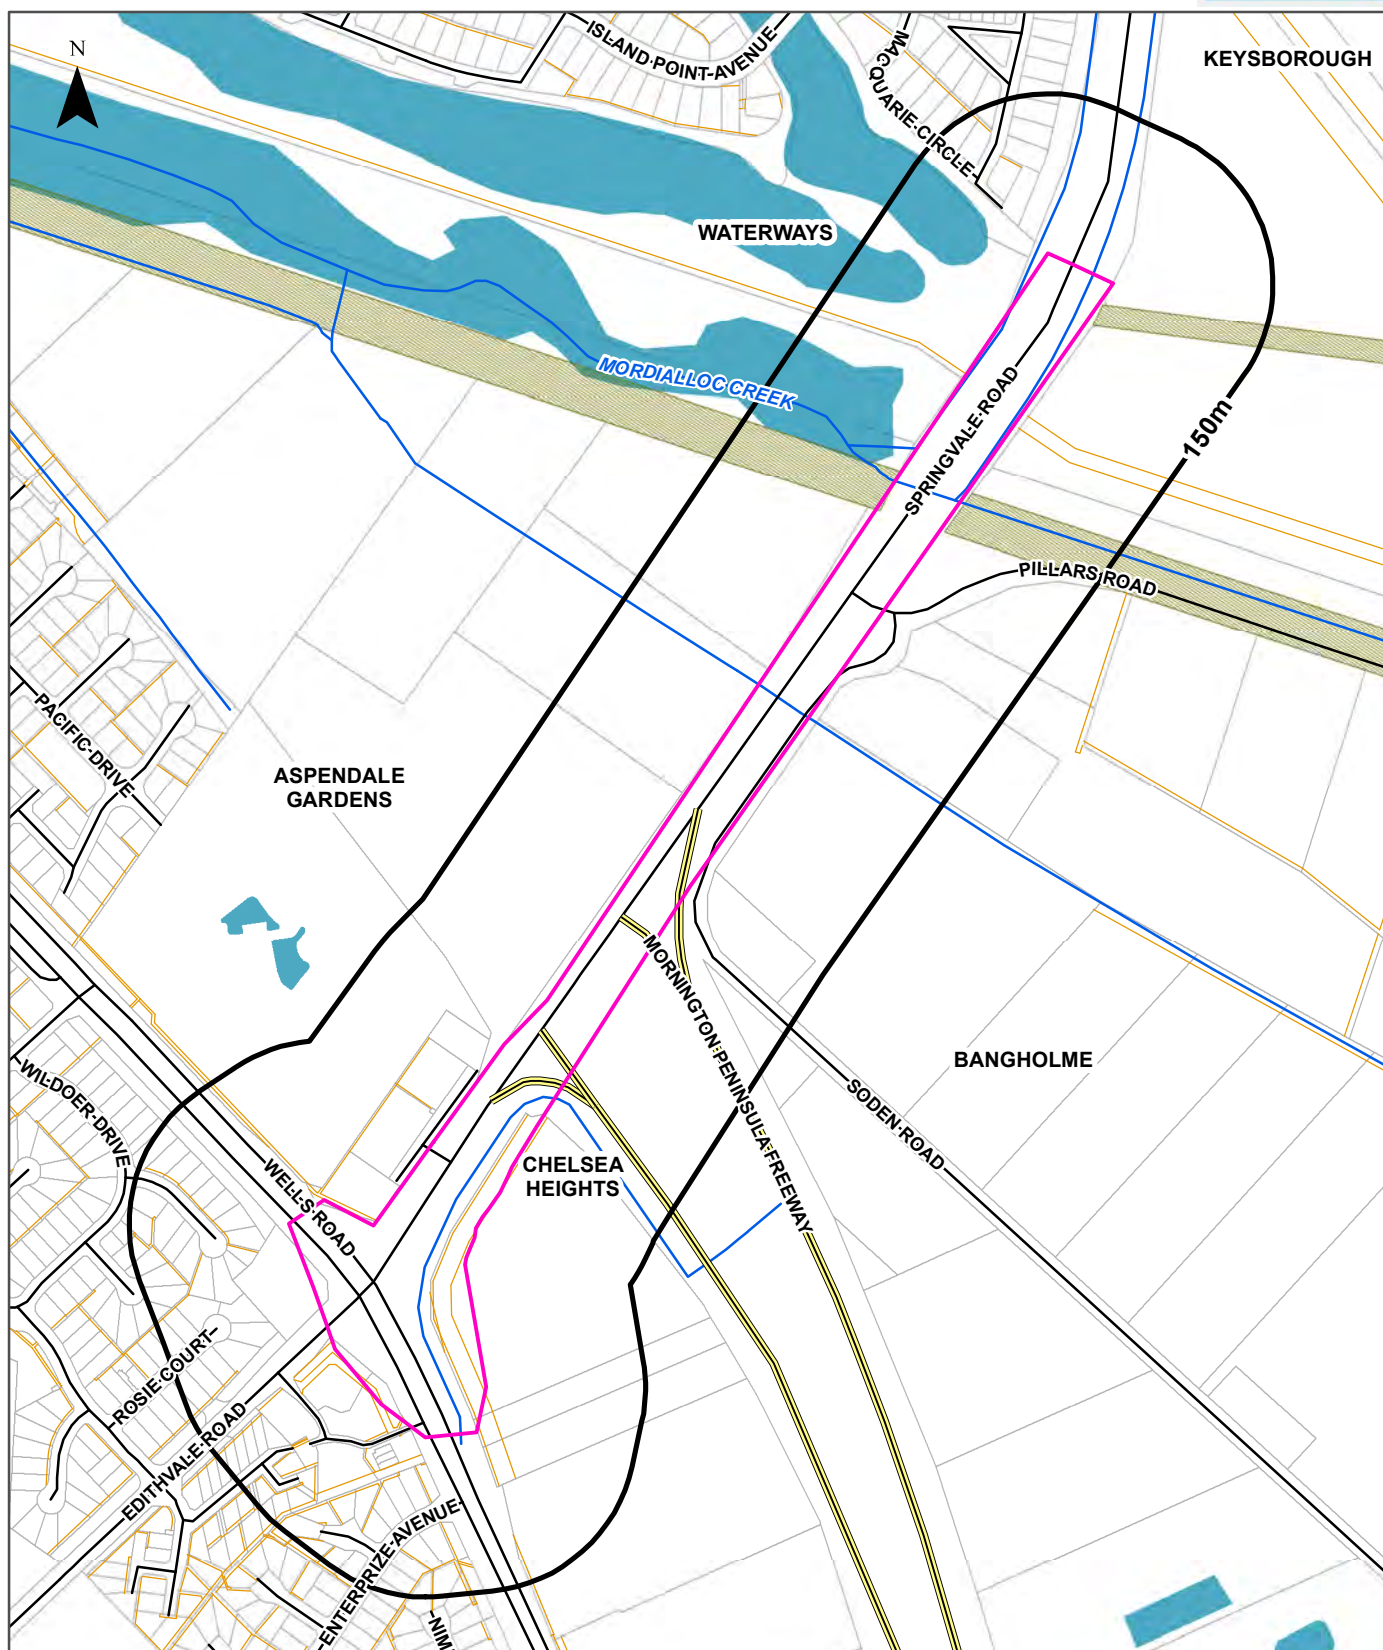 ISLAND POINT AVENUE
MACQUARIE CIRCLE
KEYSBOROUGH
N
WATERWAYS
MORDIALLOC CREEK
SPRINGVALE ROAD
150m
PILLARS ROAD
PACIFIC DRIVE
ASPENDALE
GARDENS
MORNINGTON PENINSULA FREEWAY
BANGHOLME
SODEN ROAD
WILDOER DRIVE
WELLS ROAD
CHELSEA
HEIGHTS
ROSIE COURT
EDITHVALE ROAD
ENTERPRIZE AVENUE
NIM